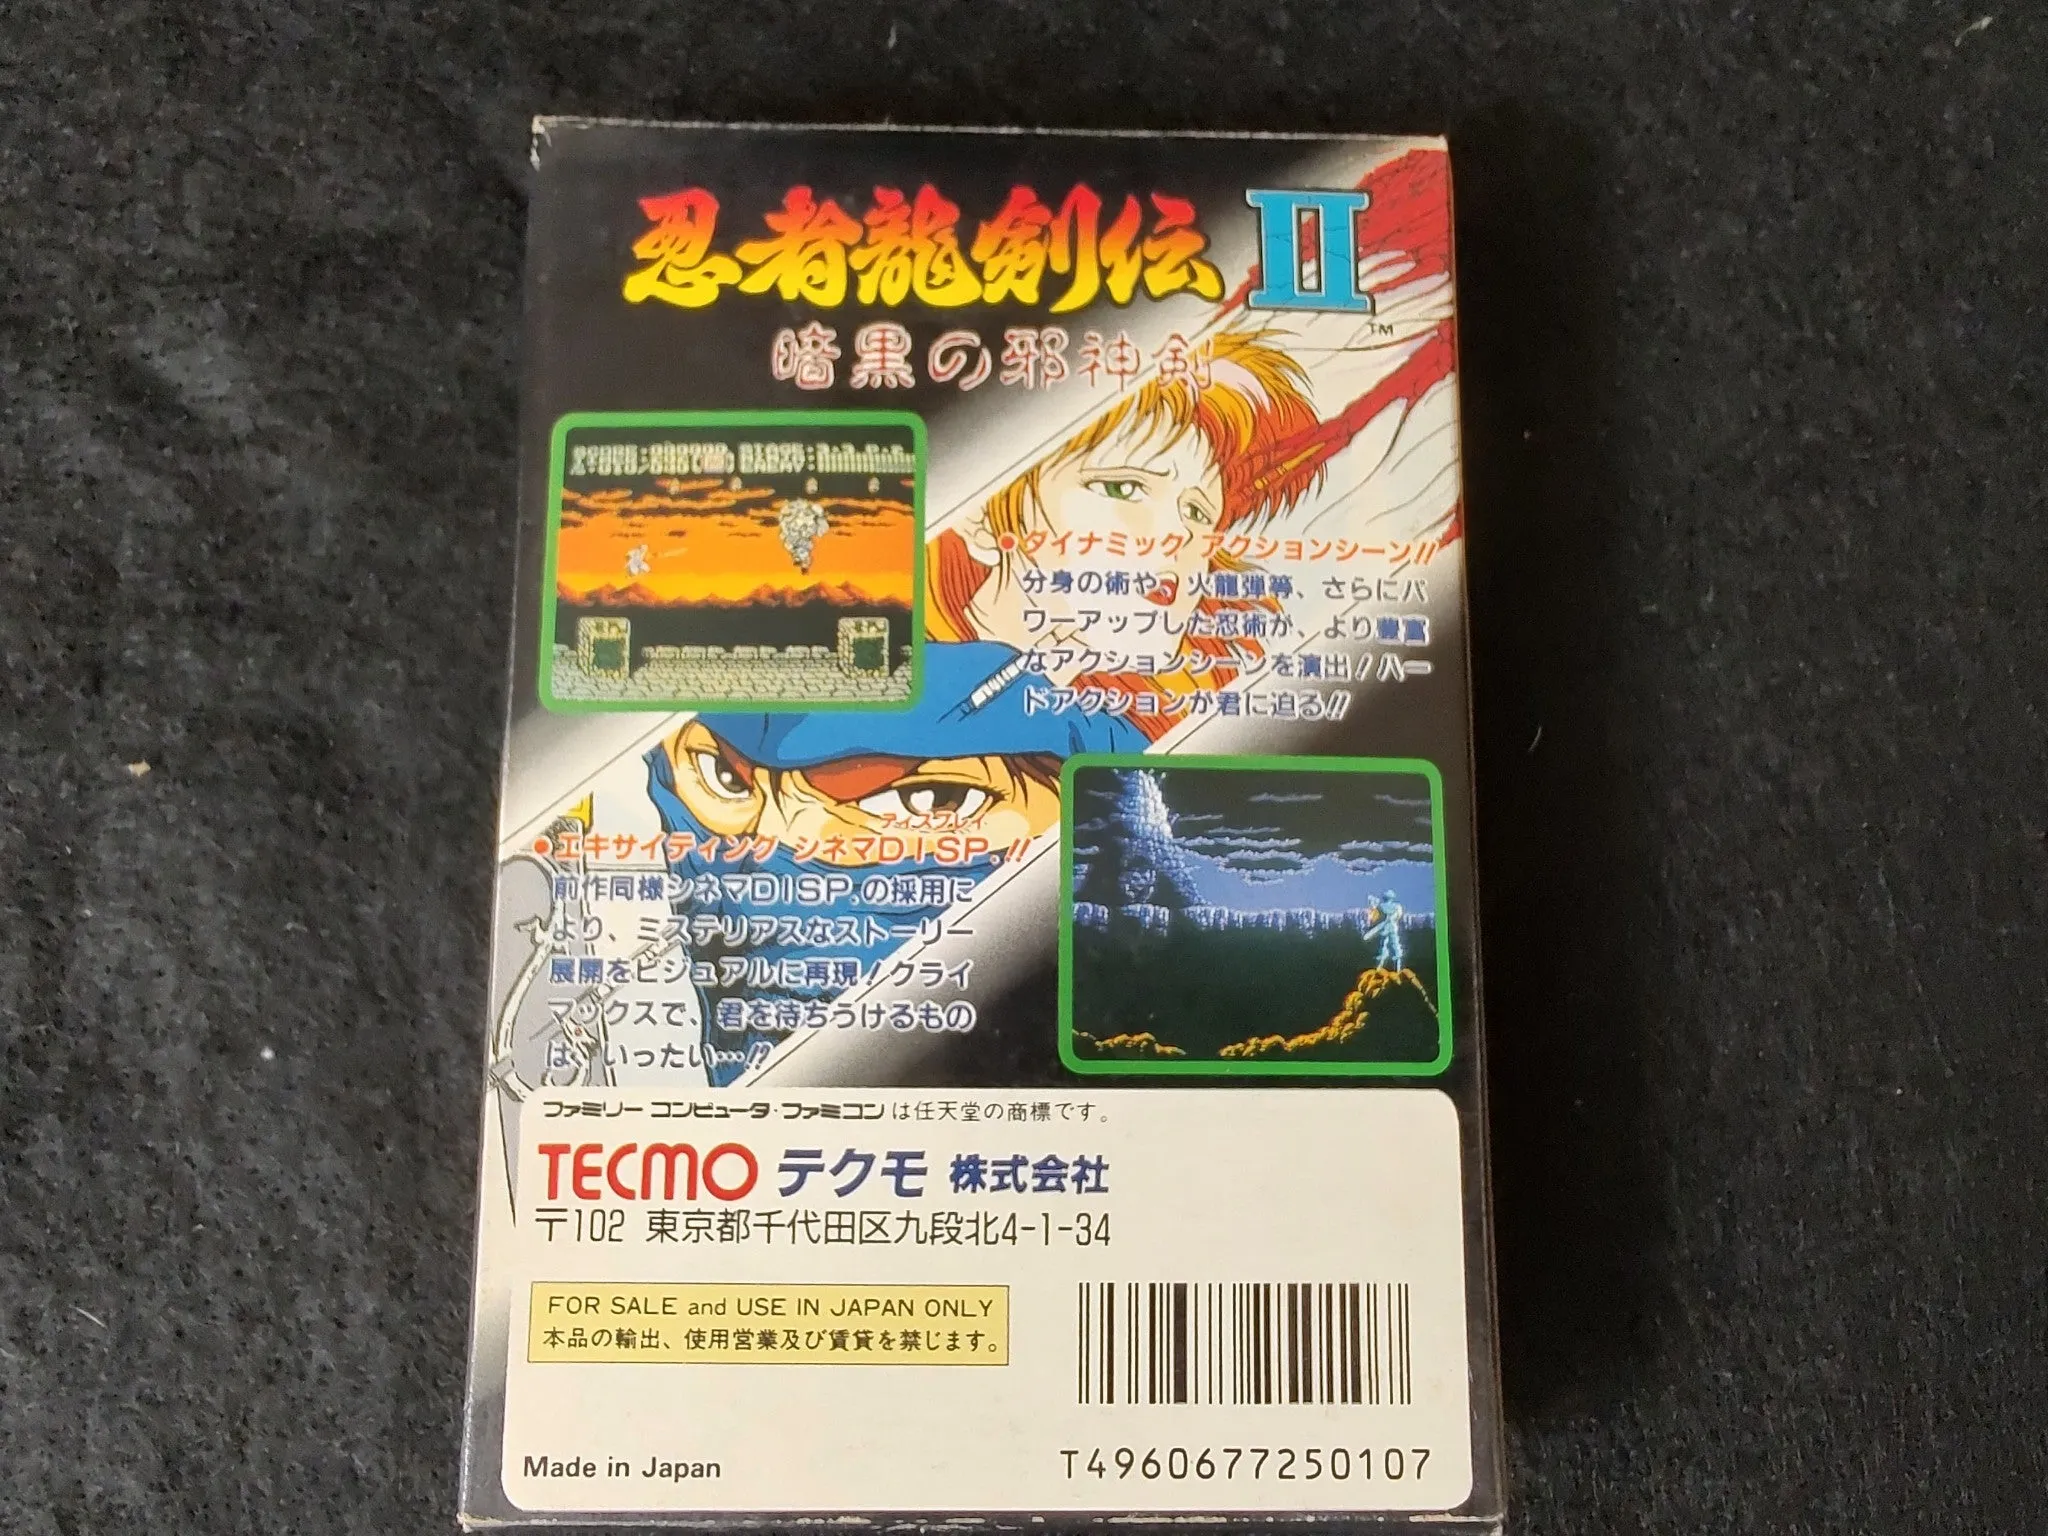 忍者龍剣伝 II
TM
暗黒の邪神剣
●ダイナミック アクションシーン!!
分身の術や、火龍弾等、さらにパ
ワーアップした忍術が、より豊富
なアクションシーンを演出!ハー
ドアクションが君に迫る!!
ディスプレイ
●エキサイティング シネマDISP.!!
前作同様シネマDISP.の採用に
より、ミステリアスなストーリー
展開をビジュアルに再現!クライ
マックスで、君を待ちうけるもの
は、いったい…!?
ファミリー コンピュータ・ファミコン は任天堂の商標です。
TECMO テクモ 株式会社
〒102 東京都千代田区九段北4-1-34
FOR SALE and USE IN JAPAN ONLY
本品の輸出、使用営業及び賃貸を禁じます。
Made in Japan
T4960677250107